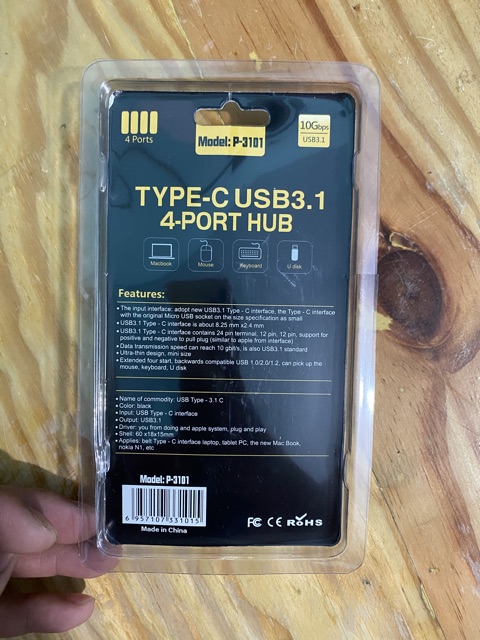 4 Ports
Model: P-3101
10Gbps
USB3.1
TYPE-C USB3.1
4-PORT HUB
Macbook
Mouse
Keyboard
U disk
Features:
• The input interface: adopt new USB3.1 Type - C interface, the Type - C interface
with the original Micro USB socket on the size specification as small
• USB3.1 Type - C interface is about 8.25 mm x2.4 mm
• USB3.1 Type - C interface contains 24 pin terminal, 12 pin, 12 pin, support for
positive and negative to pull plug (similar to apple from interface)
• Data transmission speed can reach 10 gbit/s, is also USB3.1 standard
• Ultra-thin design, mini size
• Extended four start, backwards compatible USB 1.0/2.0/1.2, can pick up the
mouse, keyboard, U disk
• Name of commodity: USB Type - 3.1 C
• Color: black
• Input: USB Type - C interface
• Output: USB3.1
• Driver: you from doing and apple system, plug and play
• Shell: 60 x18x15mm
• Applies: belt Type - C interface laptop, tablet PC, the new Mac Book,
nokia N1, etc
Model: P-3101
6 957107 331015
Made in China
FC CE RoHS